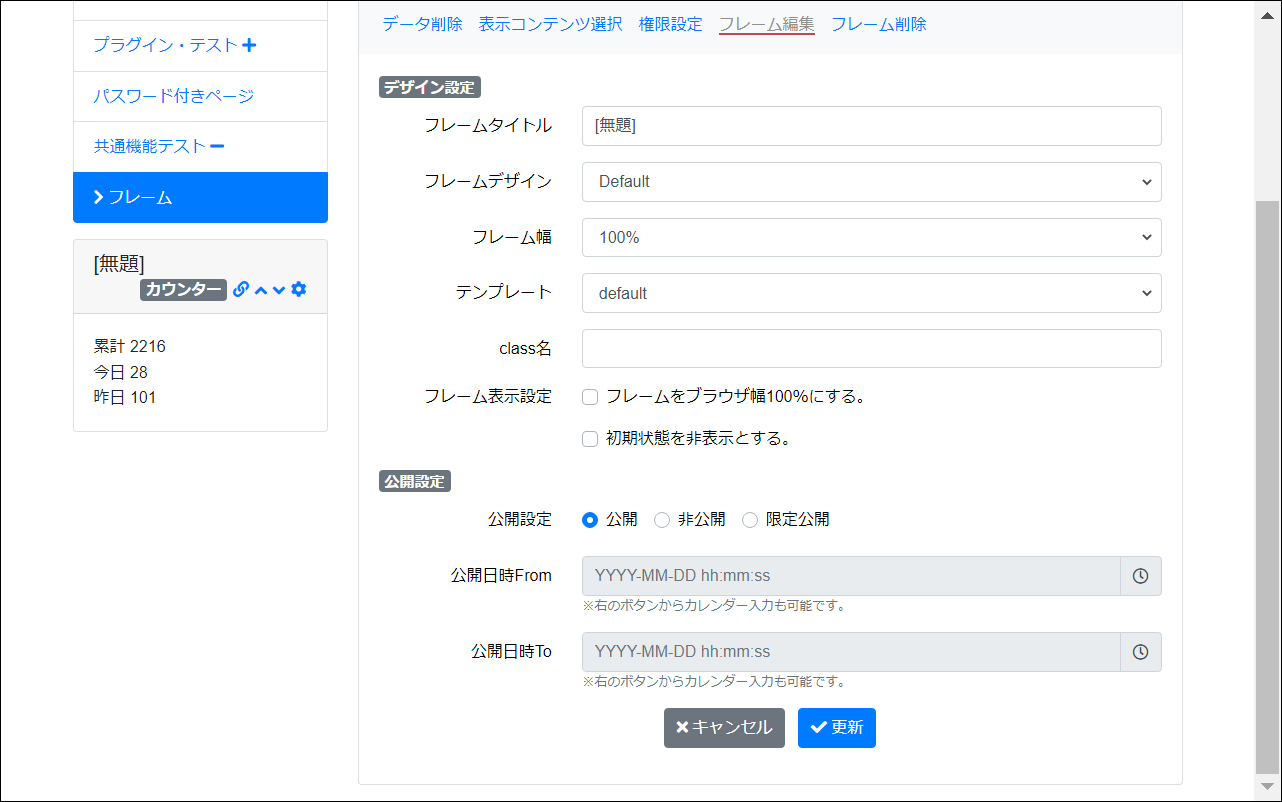 プラグイン・テスト
パスワード付きページ
共通機能テスト
フレーム
[無題]
カウンター
累計 2216
今日 28
昨日 101
データ削除 表示コンテンツ選択 権限設定 フレーム編集 フレーム削除
デザイン設定
フレームタイトル [無題]
フレームデザイン Default
フレーム幅 100%
テンプレート default
class名
フレーム表示設定 フレームをブラウザ幅100%にする。
初期状態を非表示とする。
公開設定
公開設定 公開 非公開 限定公開
公開日時From YYYY-MM-DD hh:mm:ss
※右のボタンからカレンダー入力も可能です。
公開日時To YYYY-MM-DD hh:mm:ss
※右のボタンからカレンダー入力も可能です。
キャンセル 更新